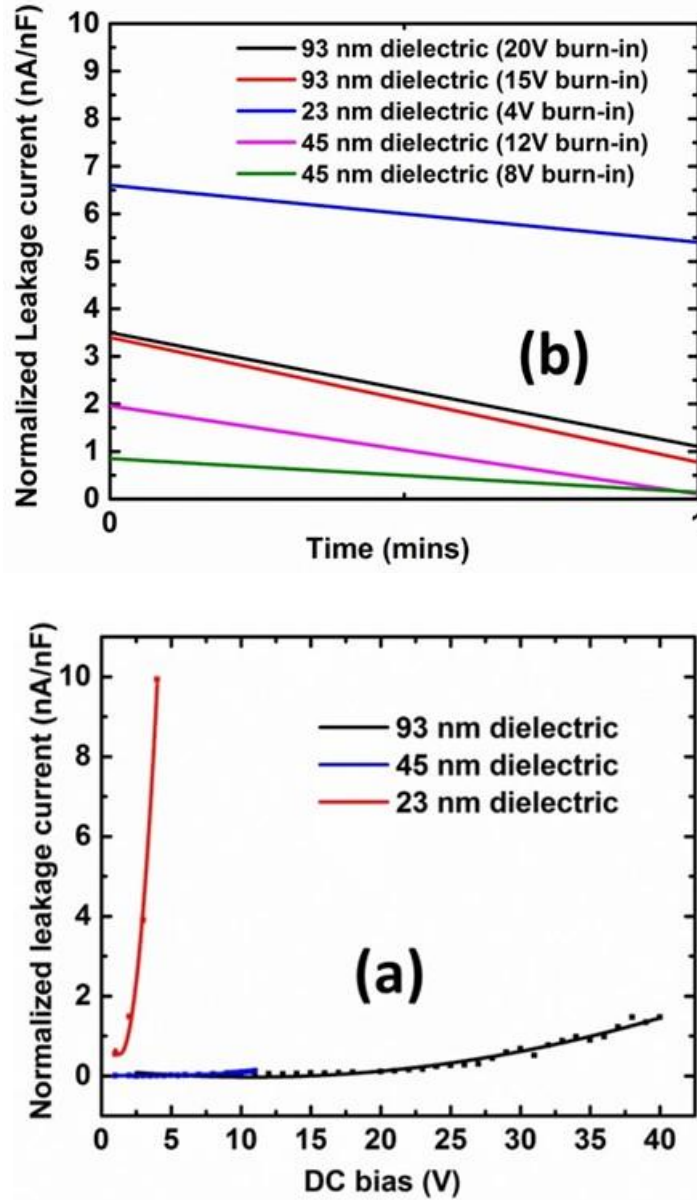 10
9
8
7
6
5
4
3
2
1
0
Normalized Leakage current (nA/nF)
93 nm dielectric (20V burn-in)
93 nm dielectric (15V burn-in)
23 nm dielectric (4V burn-in)
45 nm dielectric (12V burn-in)
45 nm dielectric (8V burn-in)
(b)
0
Time (mins)
10
8
6
4
2
0
Normalized leakage current (nA/nF)
93 nm dielectric
45 nm dielectric
23 nm dielectric
(a)
0 5 10 15 20 25 30 35 40
DC bias (V)